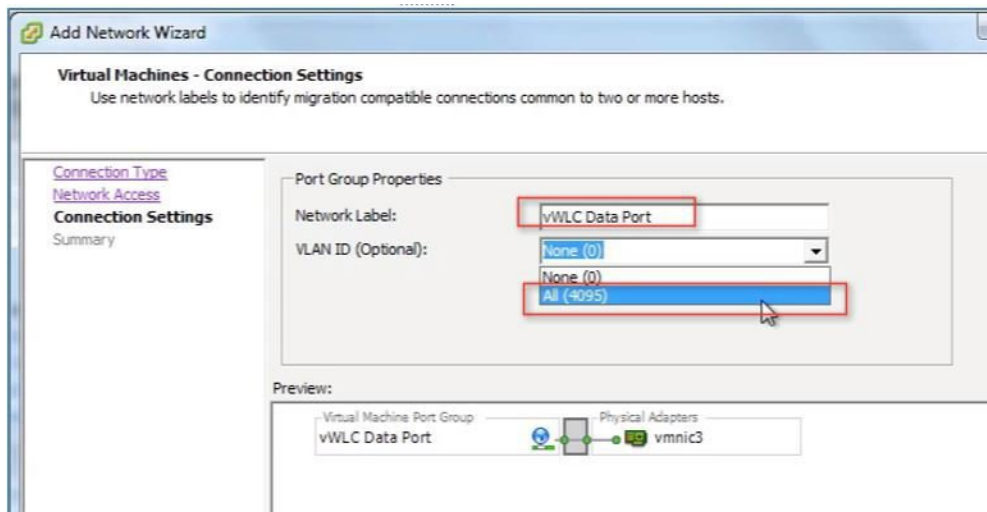 Add Network Wizard
Virtual Machines - Connection Settings
Use network labels to identify migration compatible connections common to two or more hosts.
Connection Type
Network Access
Connection Settings
Summary
Port Group Properties
Network Label:
vWLC Data Port
VLAN ID (Optional):
None (0)
None (0)
All (4095)
Preview:
Virtual Machine Port Group
Physical Adapters
vWLC Data Port
vmnic3